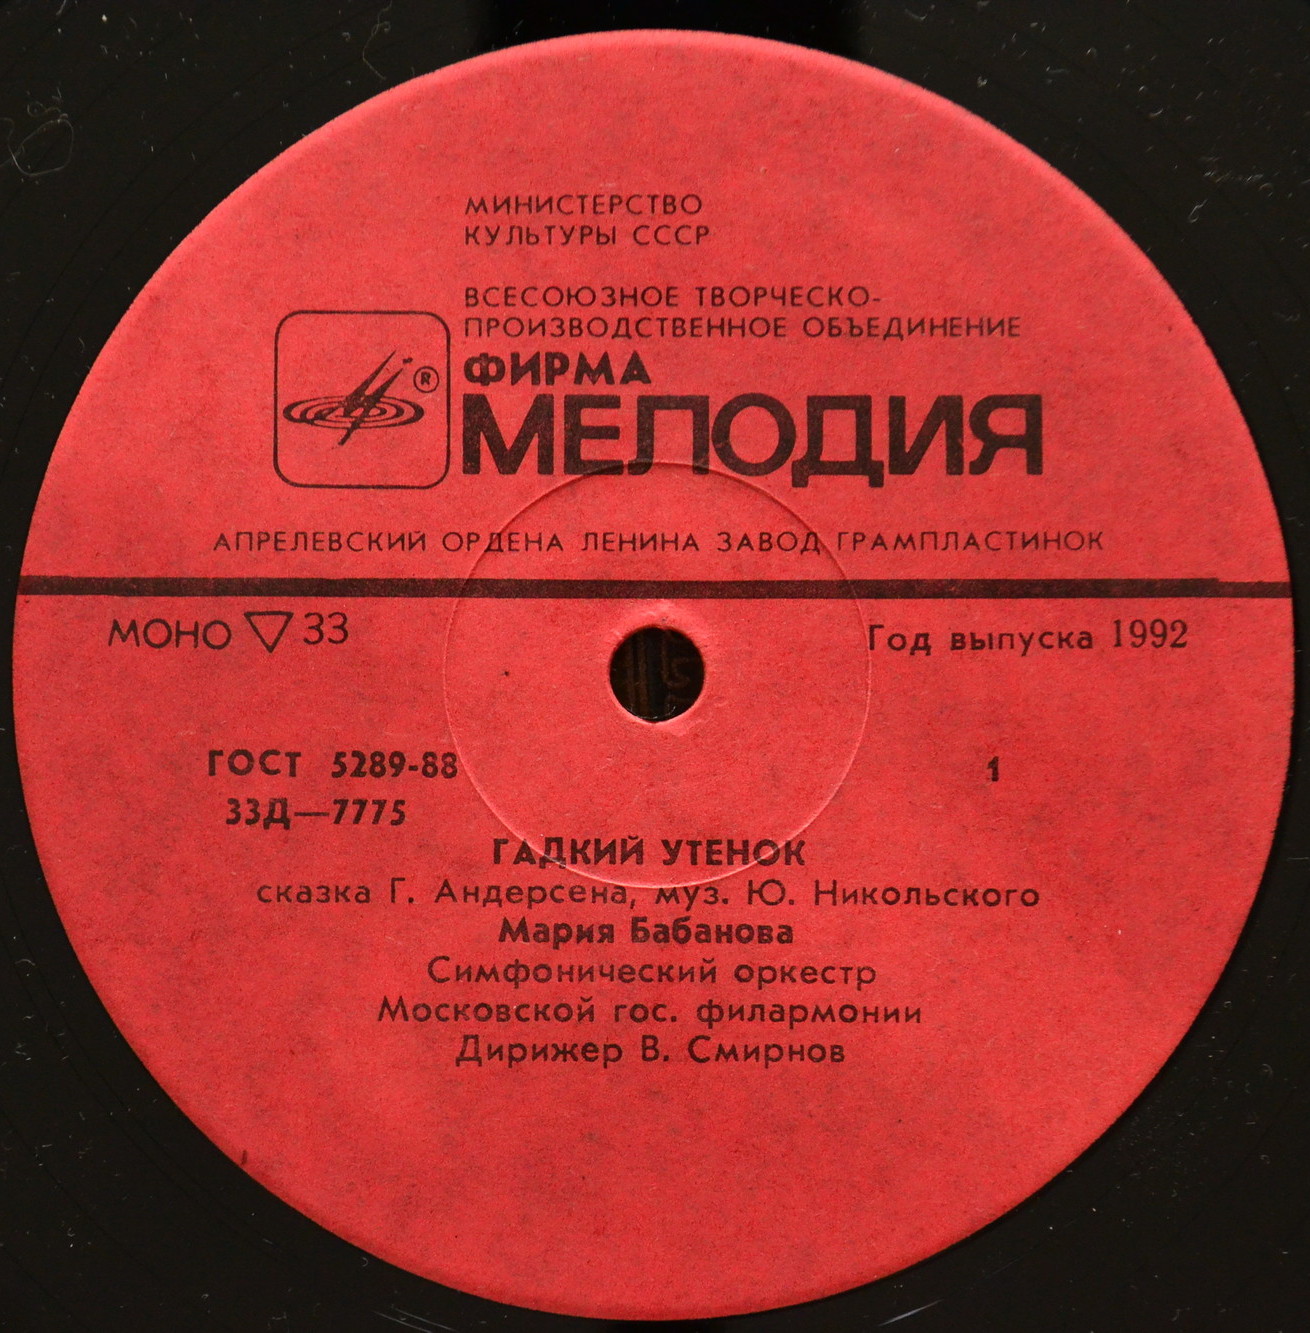 МИНИСТЕРСТВО
КУЛЬТУРЫ СССР
ВСЕСОЮЗНОЕ ТВОРЧЕСКО-
ПРОИЗВОДСТВЕННОЕ ОБЪЕДИНЕНИЕ
ФИРМА
МЕЛОДИЯ
®
АПРЕЛЕВСКИЙ ОРДЕНА ЛЕНИНА ЗАВОД ГРАМПЛАСТИНОК
МОНО ▽ 33
Год выпуска 1992
ГОСТ 5289-88
1
33Д—7775
ГАДКИЙ УТЕНОК
сказка Г. Андерсена, муз. Ю. Никольского
Мария Бабанова
Симфонический оркестр
Московской гос. филармонии
Дирижер В. Смирнов